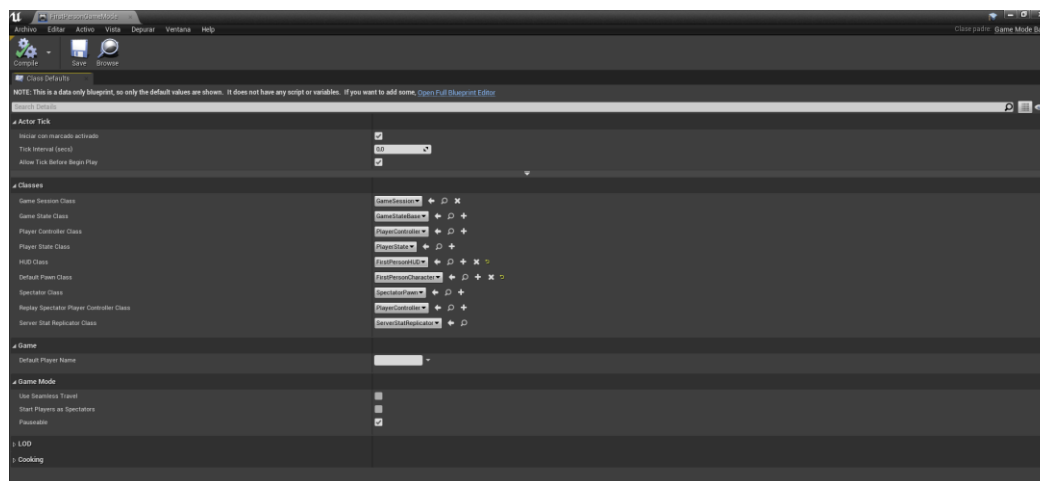 FirstPersonGameMode
Archivo Editar Activo Vista Depurar Ventana Help
Clase padre: Game Mode Ba
Compile Save Browse
Class Defaults
NOTE: This is a data only blueprint, so only the default values are shown. It does not have any script or variables. If you want to add some, Open Full Blueprint Editor
Search Details
Actor Tick
Iniciar con marcado activado
Tick Interval (secs) 0,0
Allow Tick Before Begin Play
Classes
Game Session Class GameSession
Game State Class GameStateBase
Player Controller Class PlayerController
Player State Class PlayerState
HUD Class FirstPersonHUD
Default Pawn Class FirstPersonCharacter
Spectator Class SpectatorPawn
Replay Spectator Player Controller Class PlayerController
Server Stat Replicator Class ServerStatReplicator
Game
Default Player Name
Game Mode
Use Seamless Travel
Start Players as Spectators
Pauseable
LOD
Cooking